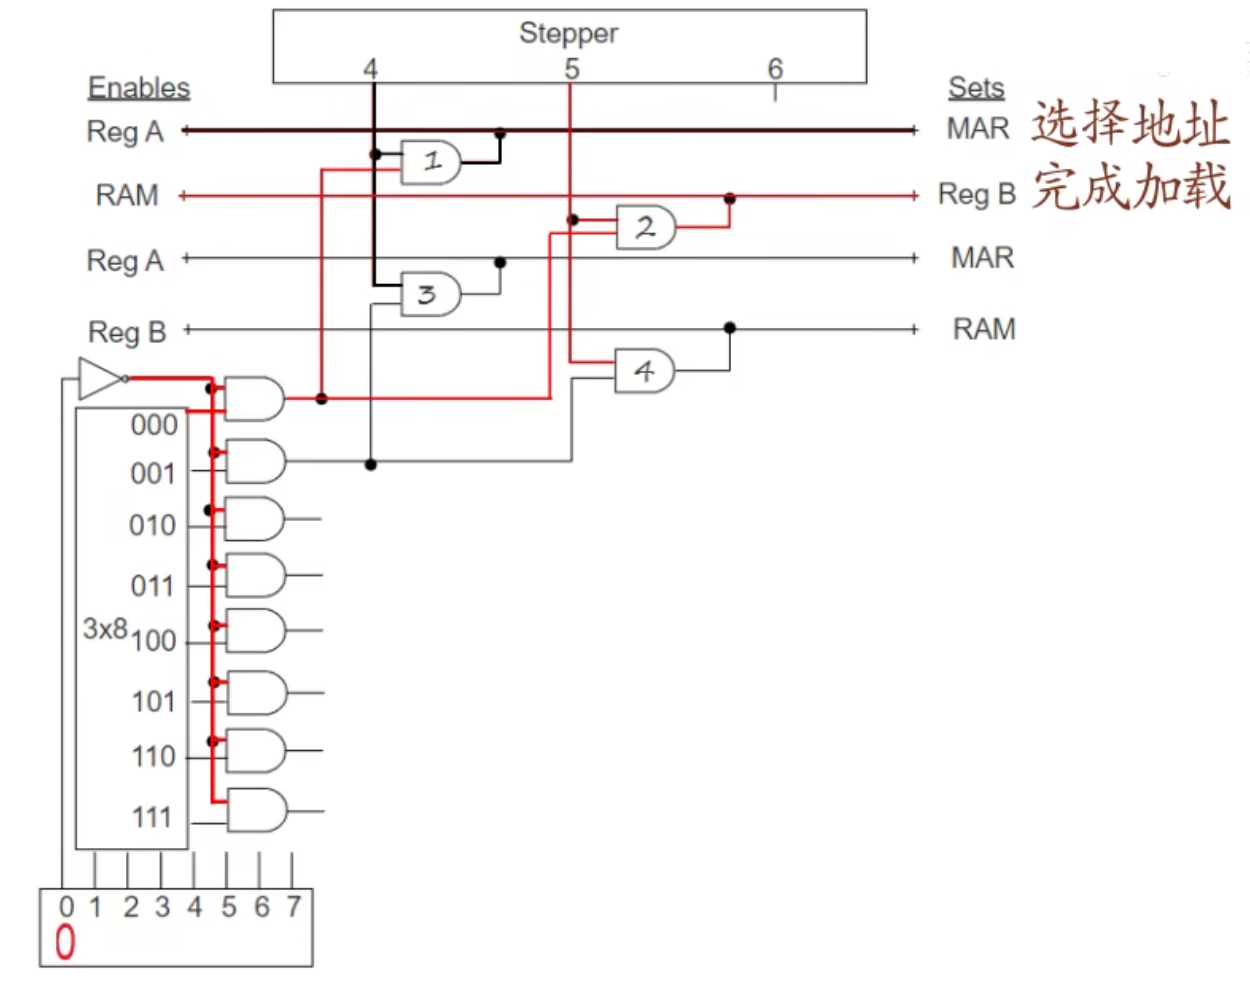 Stepper
4 5 6
Enables
Sets
Reg A
MAR
选择地址
RAM
Reg B
完成加载
Reg A
MAR
Reg B
RAM
1
2
3
4
000
001
010
011
3x8
100
101
110
111
0 1 2 3 4 5 6 7
0